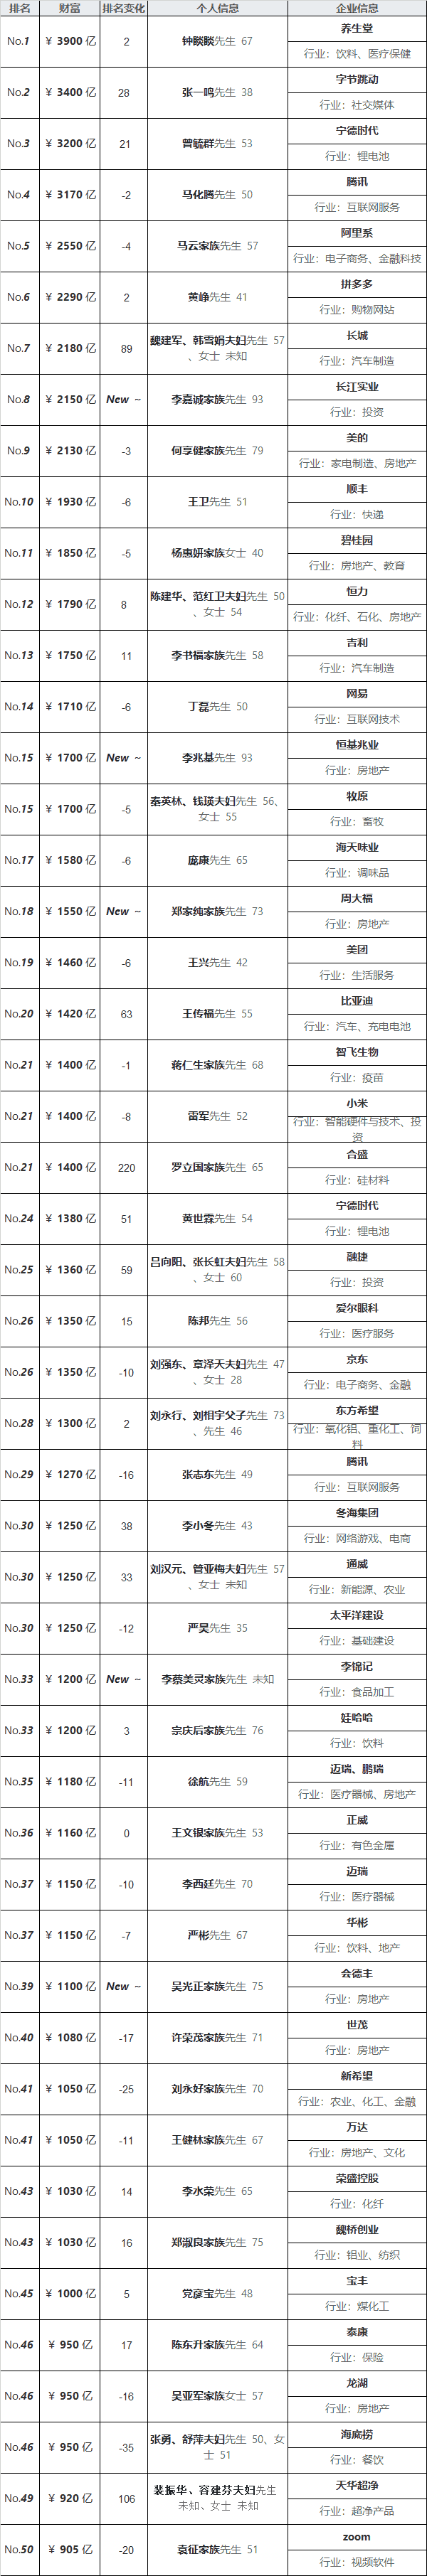 排名 财富 排名变化 个人信息 企业信息
No.1 ¥ 3900 亿 2 钟睒睒先生 67 养生堂
行业：饮料、医疗保健
No.2 ¥ 3400 亿 28 张一鸣先生 38 字节跳动
行业：社交媒体
No.3 ¥ 3200 亿 21 曾毓群先生 53 宁德时代
行业：锂电池
No.4 ¥ 3170 亿 -2 马化腾先生 50 腾讯
行业：互联网服务
No.5 ¥ 2550 亿 -4 马云家族先生 57 阿里系
行业：电子商务、金融科技
No.6 ¥ 2290 亿 2 黄峥先生 41 拼多多
行业：购物网站
No.7 ¥ 2180 亿 89 魏建军、韩雪娟夫妇先生 57
、女士 未知
长城
行业：汽车制造
No.8 ¥ 2150 亿 New ~ 李嘉诚家族先生 93 长江实业
行业：投资
No.9 ¥ 2130 亿 -3 何享健家族先生 79 美的
行业：家电制造、房地产
No.10 ¥ 1930 亿 -6 王卫先生 51 顺丰
行业：快递
No.11 ¥ 1850 亿 -5 杨惠妍家族女士 40 碧桂园
行业：房地产、教育
No.12 ¥ 1790 亿 8 陈建华、范红卫夫妇先生 50
、女士 54
恒力
行业：化纤、石化、房地产
No.13 ¥ 1750 亿 11 李书福家族先生 58 吉利
行业：汽车制造
No.14 ¥ 1710 亿 -6 丁磊先生 50 网易
行业：互联网技术
No.15 ¥ 1700 亿 New ~ 李兆基先生 93 恒基兆业
行业：房地产
No.15 ¥ 1700 亿 -5 秦英林、钱瑛夫妇先生 56、
女士 55
牧原
行业：畜牧
No.17 ¥ 1580 亿 -6 庞康先生 65 海天味业
行业：调味品
No.18 ¥ 1550 亿 New ~ 郑家纯家族先生 73 周大福
行业：房地产
No.19 ¥ 1460 亿 -6 王兴先生 42 美团
行业：生活服务
No.20 ¥ 1420 亿 63 王传福先生 55 比亚迪
行业：汽车、充电电池
No.21 ¥ 1400 亿 -1 蒋仁生家族先生 68 智飞生物
行业：疫苗
No.21 ¥ 1400 亿 -8 雷军先生 52 小米
行业：智能硬件与技术、投
资
No.21 ¥ 1400 亿 220 罗立国家族先生 65 合盛
行业：硅材料
No.24 ¥ 1380 亿 51 黄世霖先生 54 宁德时代
行业：锂电池
No.25 ¥ 1360 亿 59 吕向阳、张长虹夫妇先生 58
、女士 60
融捷
行业：投资
No.26 ¥ 1350 亿 15 陈邦先生 56 爱尔眼科
行业：医疗服务
No.26 ¥ 1350 亿 -10 刘强东、章泽天夫妇先生 47
、女士 28
京东
行业：电子商务、金融
No.28 ¥ 1300 亿 2 刘永行、刘相宇父子先生 73
、先生 46
东方希望
行业：氧化铝、重化工、饲
料
No.29 ¥ 1270 亿 -16 张志东先生 49 腾讯
行业：互联网服务
No.30 ¥ 1250 亿 38 李小冬先生 43 冬海集团
行业：网络游戏、电商
No.30 ¥ 1250 亿 33 刘汉元、管亚梅夫妇先生 57
、女士 未知
通威
行业：新能源、农业
No.30 ¥ 1250 亿 -12 严昊先生 35 太平洋建设
行业：基础建设
No.33 ¥ 1200 亿 New ~ 李蔡美灵家族先生 未知 李锦记
行业：食品加工
No.33 ¥ 1200 亿 3 宗庆后家族先生 76 娃哈哈
行业：饮料
No.35 ¥ 1180 亿 -11 徐航先生 59 迈瑞、鹏瑞
行业：医疗器械、房地产
No.36 ¥ 1160 亿 0 王文银家族先生 53 正威
行业：有色金属
No.37 ¥ 1150 亿 -10 李西廷先生 70 迈瑞
行业：医疗器械
No.37 ¥ 1150 亿 -7 严彬先生 67 华彬
行业：饮料、地产
No.39 ¥ 1100 亿 New ~ 吴光正家族先生 75 会德丰
行业：房地产
No.40 ¥ 1080 亿 -17 许荣茂家族先生 71 世茂
行业：房地产
No.41 ¥ 1050 亿 -25 刘永好家族先生 70 新希望
行业：农业、化工、金融
No.41 ¥ 1050 亿 -11 王健林家族先生 67 万达
行业：房地产、文化
No.43 ¥ 1030 亿 14 李水荣先生 65 荣盛控股
行业：化纤
No.43 ¥ 1030 亿 16 郑淑良家族先生 75 魏桥创业
行业：铝业、纺织
No.45 ¥ 1000 亿 5 党彦宝先生 48 宝丰
行业：煤化工
No.46 ¥ 950 亿 17 陈东升家族先生 64 泰康
行业：保险
No.46 ¥ 950 亿 -16 吴亚军家族女士 57 龙湖
行业：房地产
No.46 ¥ 950 亿 -35 张勇、舒萍夫妇先生 50、女
士 51
海底捞
行业：餐饮
No.49 ¥ 920 亿 106 裴振华、容建芬夫妇先生
未知、女士 未知
天华超净
行业：超净产品
No.50 ¥ 905 亿 -20 袁征家族先生 51 zoom
行业：视频软件